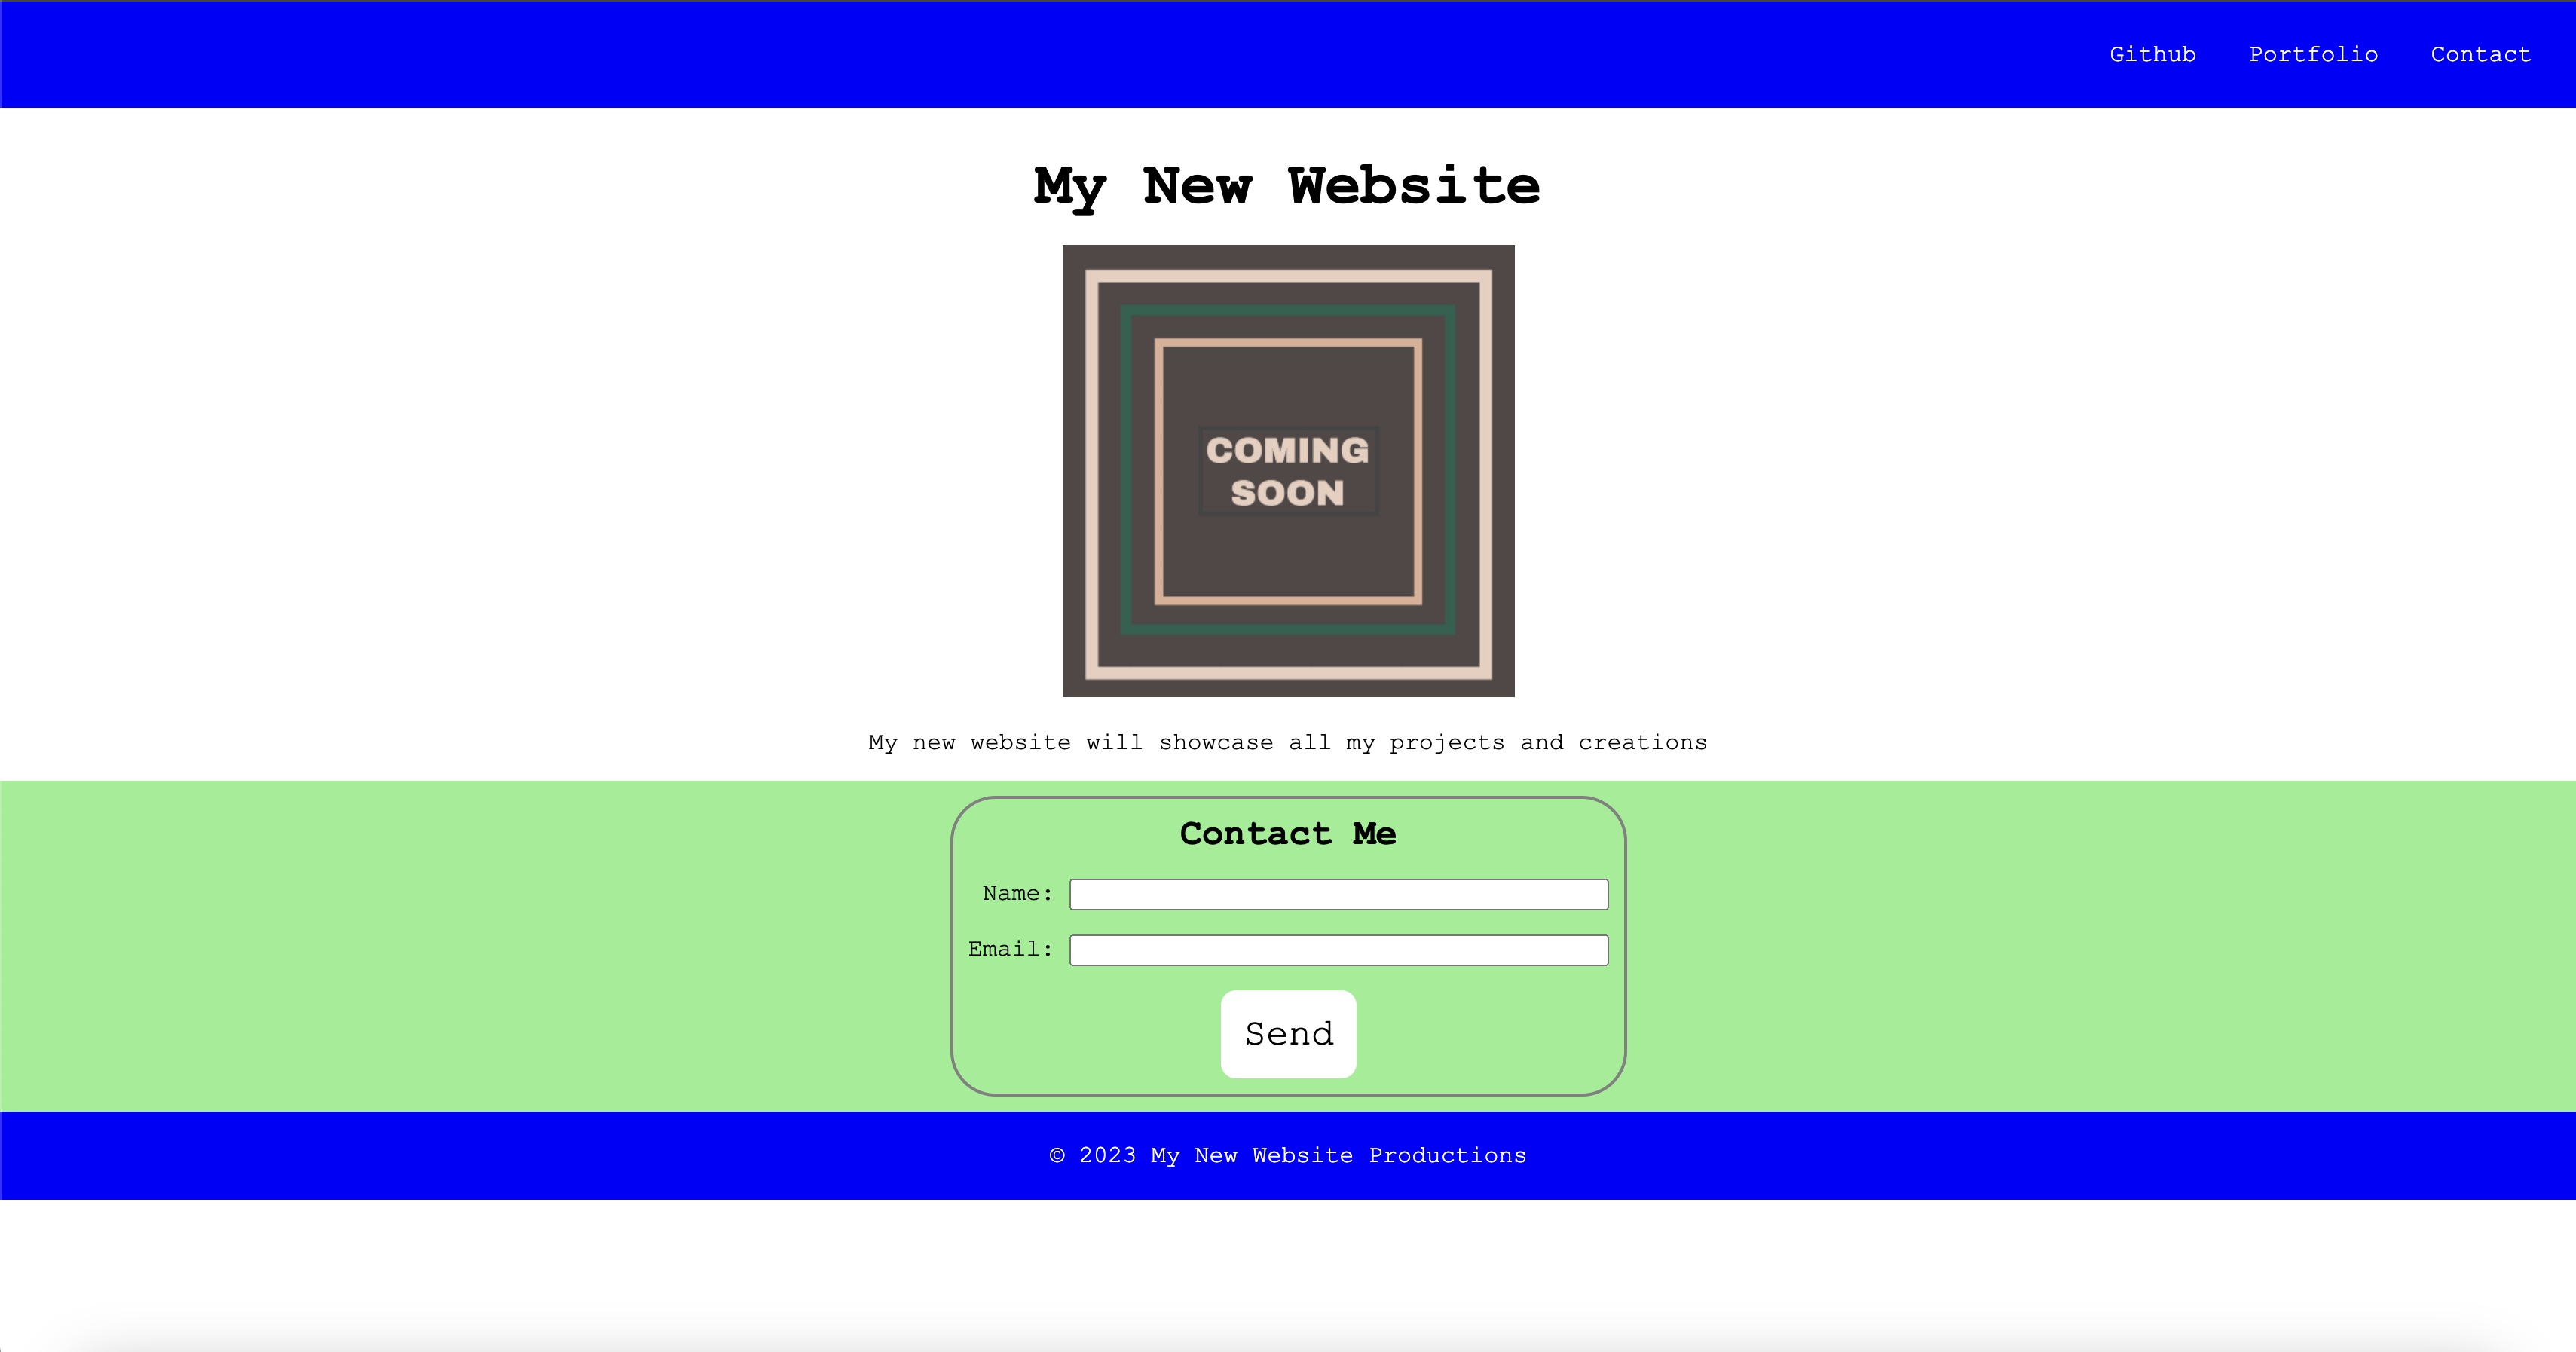 Github Portfolio Contact
My New Website
COMING
SOON
My new website will showcase all my projects and creations
Contact Me
Name:
Email:
Send
© 2023 My New Website Productions